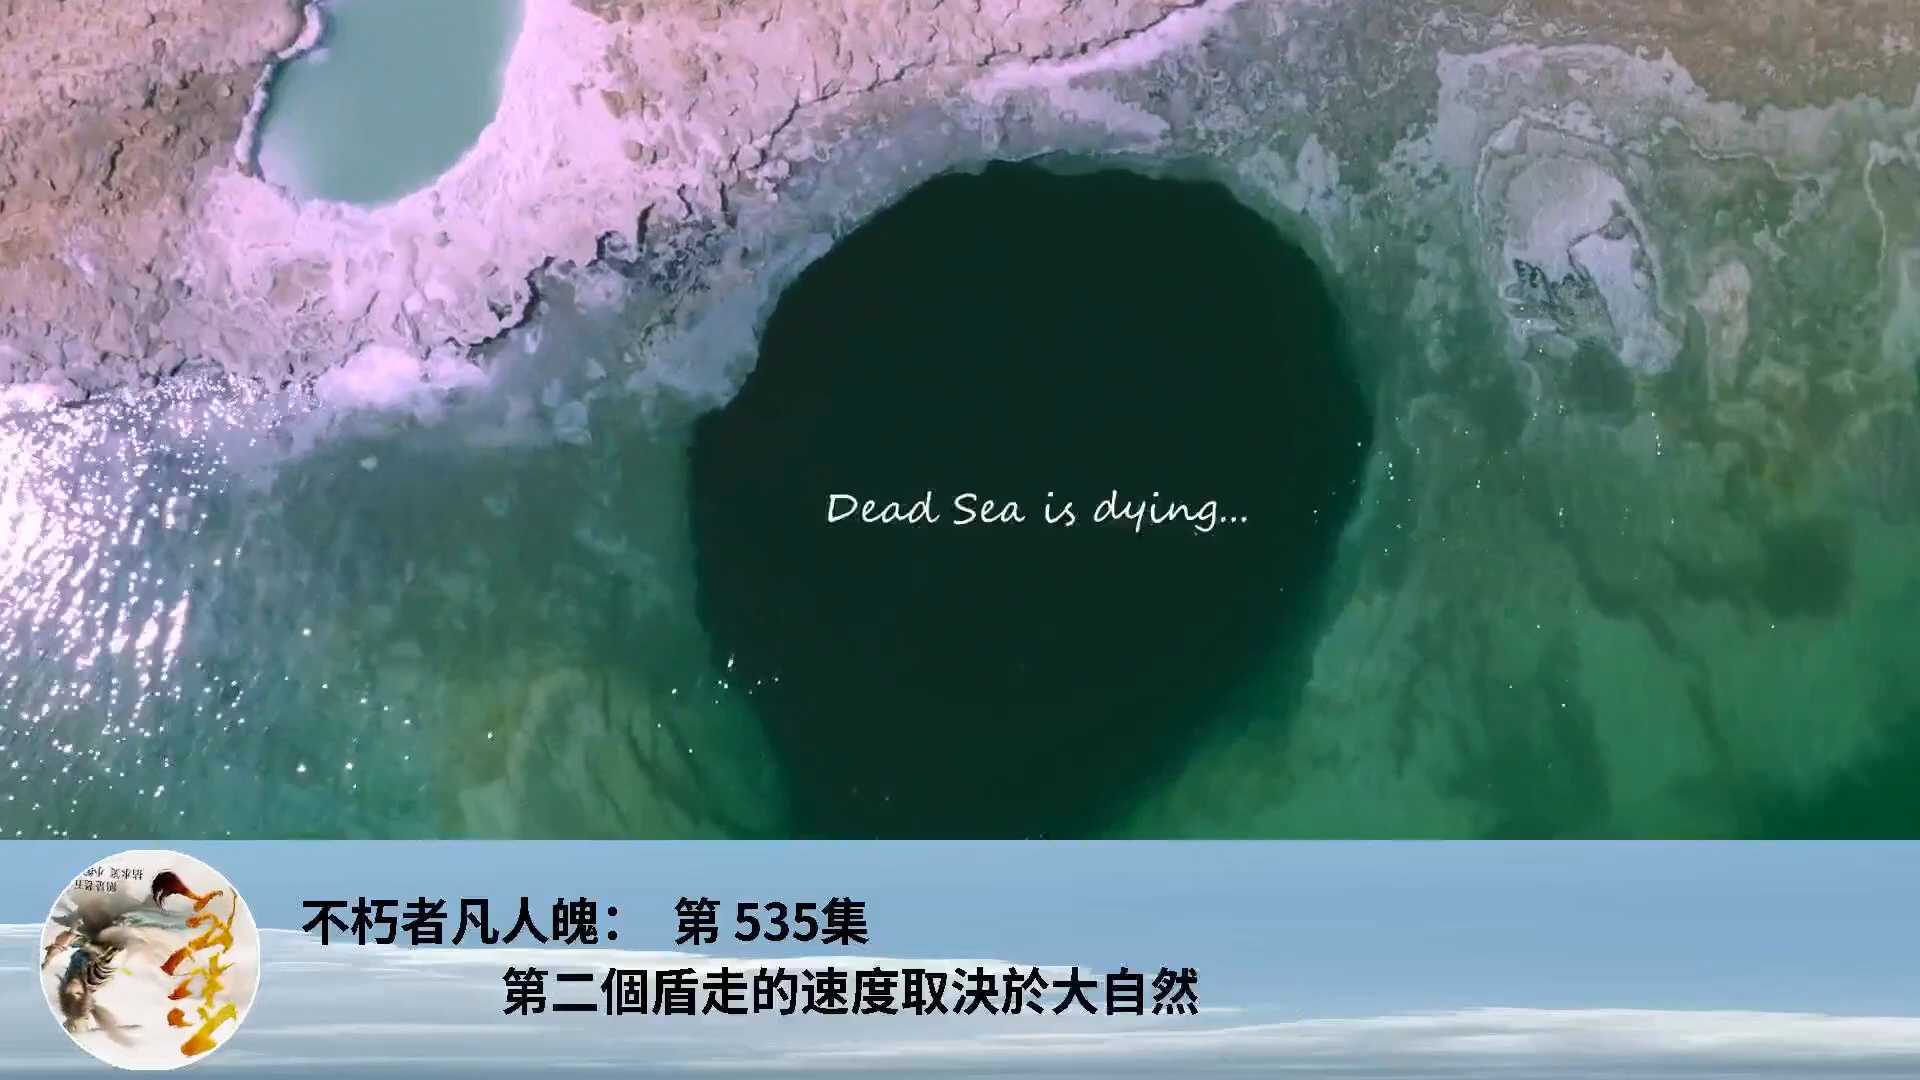 Dead Sea is dying...
不朽者凡人魄： 第 535集
第二個盾走的速度取決於大自然